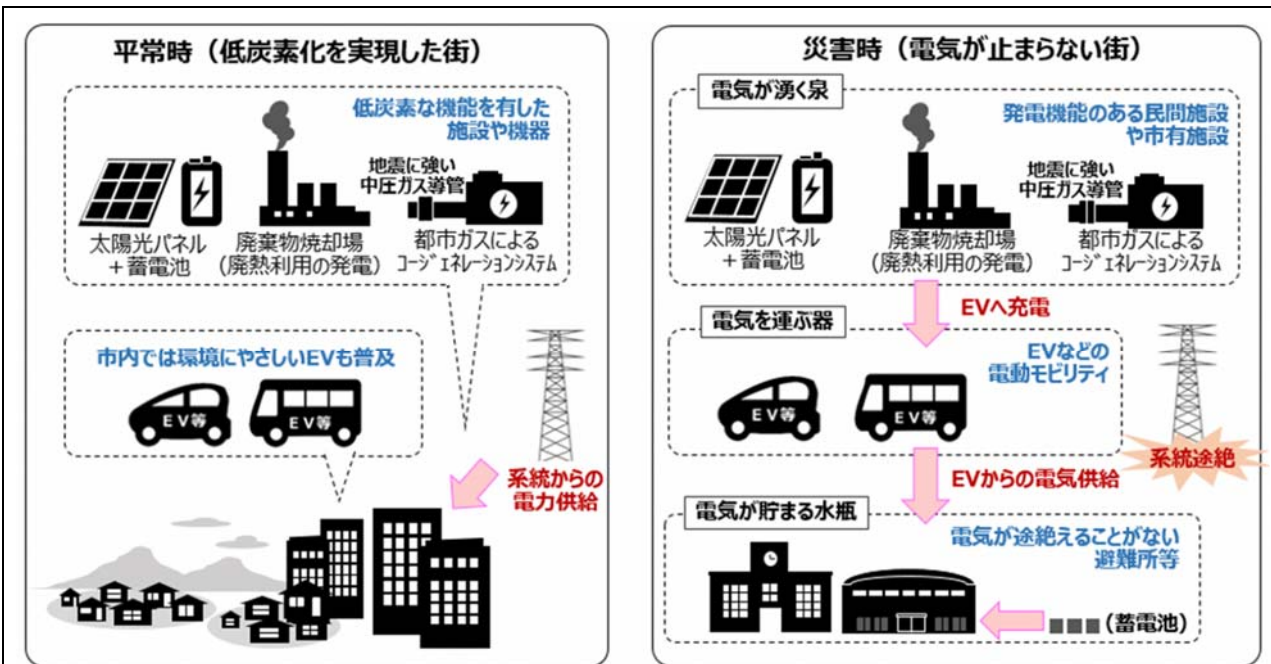 平常時（低炭素化を実現した街）
低炭素な機能を有した
施設や機器
地震に強い
中圧ガス導管
太陽光パネル
＋蓄電池
廃棄物焼却場
（廃熱利用の発電）
都市ガスによる
ｺｰｼﾞｪﾈﾚｰｼｮﾝｼｽﾃﾑ
市内では環境にやさしいEVも普及
ＥＶ等
ＥＶ等
系統からの
電力供給
災害時（電気が止まらない街）
電気が湧く泉
発電機能のある民間施設
や市有施設
地震に強い
中圧ガス導管
太陽光パネル
＋蓄電池
廃棄物焼却場
（廃熱利用の発電）
都市ガスによる
ｺｰｼﾞｪﾈﾚｰｼｮﾝｼｽﾃﾑ
EVへ充電
電気を運ぶ器
EVなどの
電動モビリティ
ＥＶ等
ＥＶ等
系統途絶
EVからの電気供給
電気が貯まる水瓶
電気が途絶えることがない
避難所等
（蓄電池）